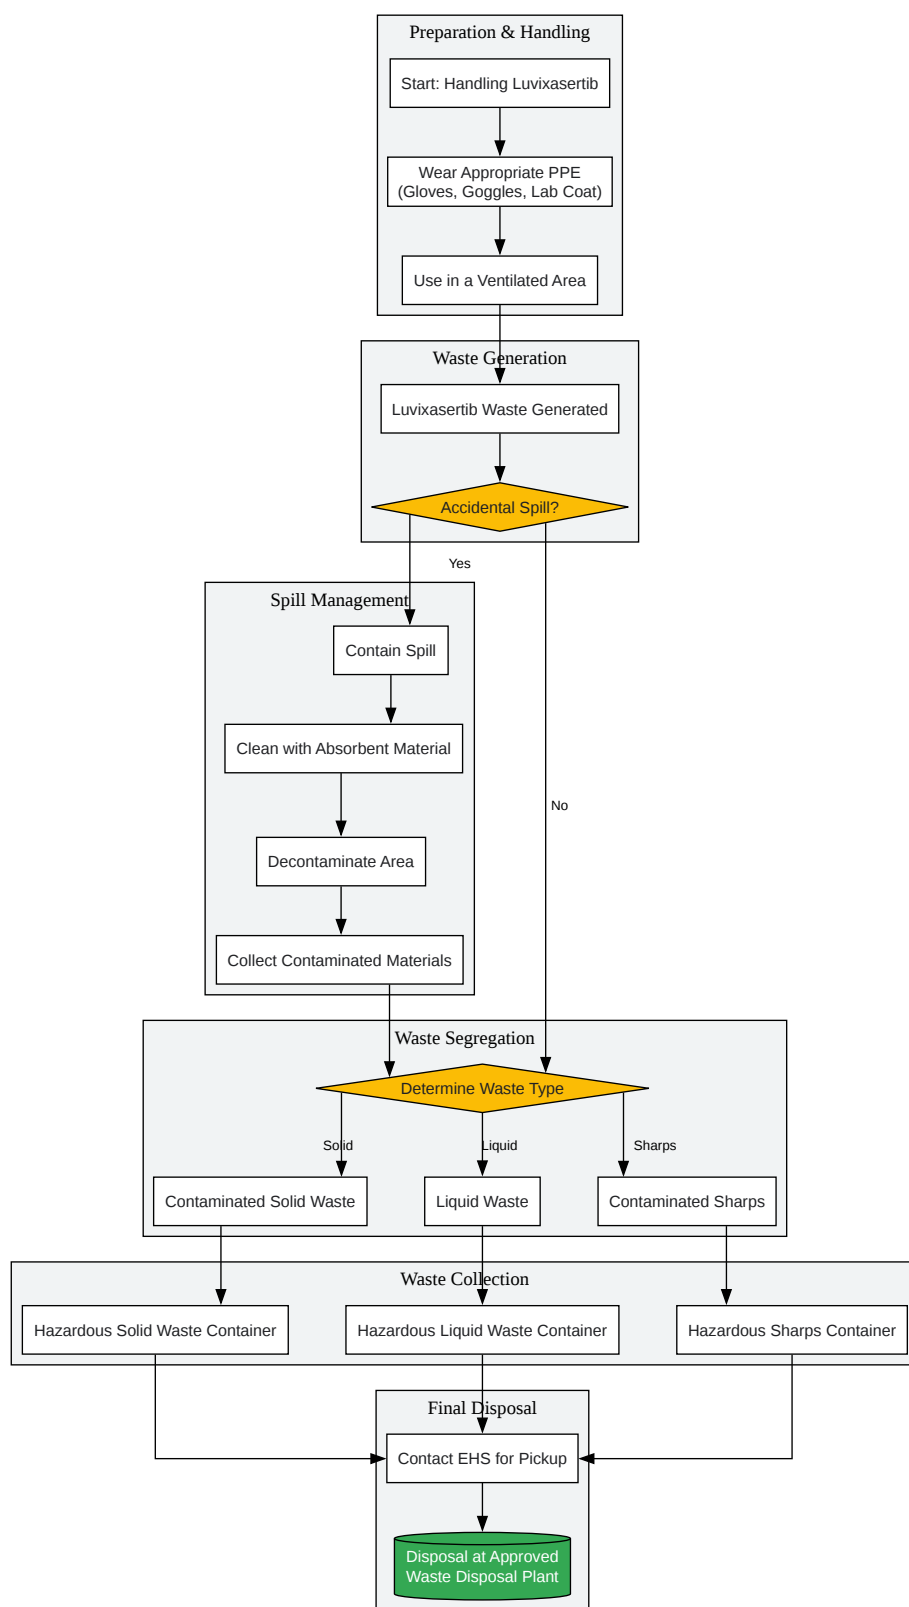 Preparation & Handling
Start: Handling Luvixasertib
Wear Appropriate PPE
(Gloves, Goggles, Lab Coat)
Use in a Ventilated Area
Waste Generation
Luvixasertib Waste Generated
Accidental Spill?
Yes
Spill Management
Contain Spill
Clean with Absorbent Material
No
Decontaminate Area
Collect Contaminated Materials
Waste Segregation
Determine Waste Type
Solid
Liquid
Sharps
Contaminated Solid Waste
Liquid Waste
Contaminated Sharps
Waste Collection
Hazardous Solid Waste Container
Hazardous Liquid Waste Container
Hazardous Sharps Container
Final Disposal
Contact EHS for Pickup
Disposal at Approved
Waste Disposal Plant